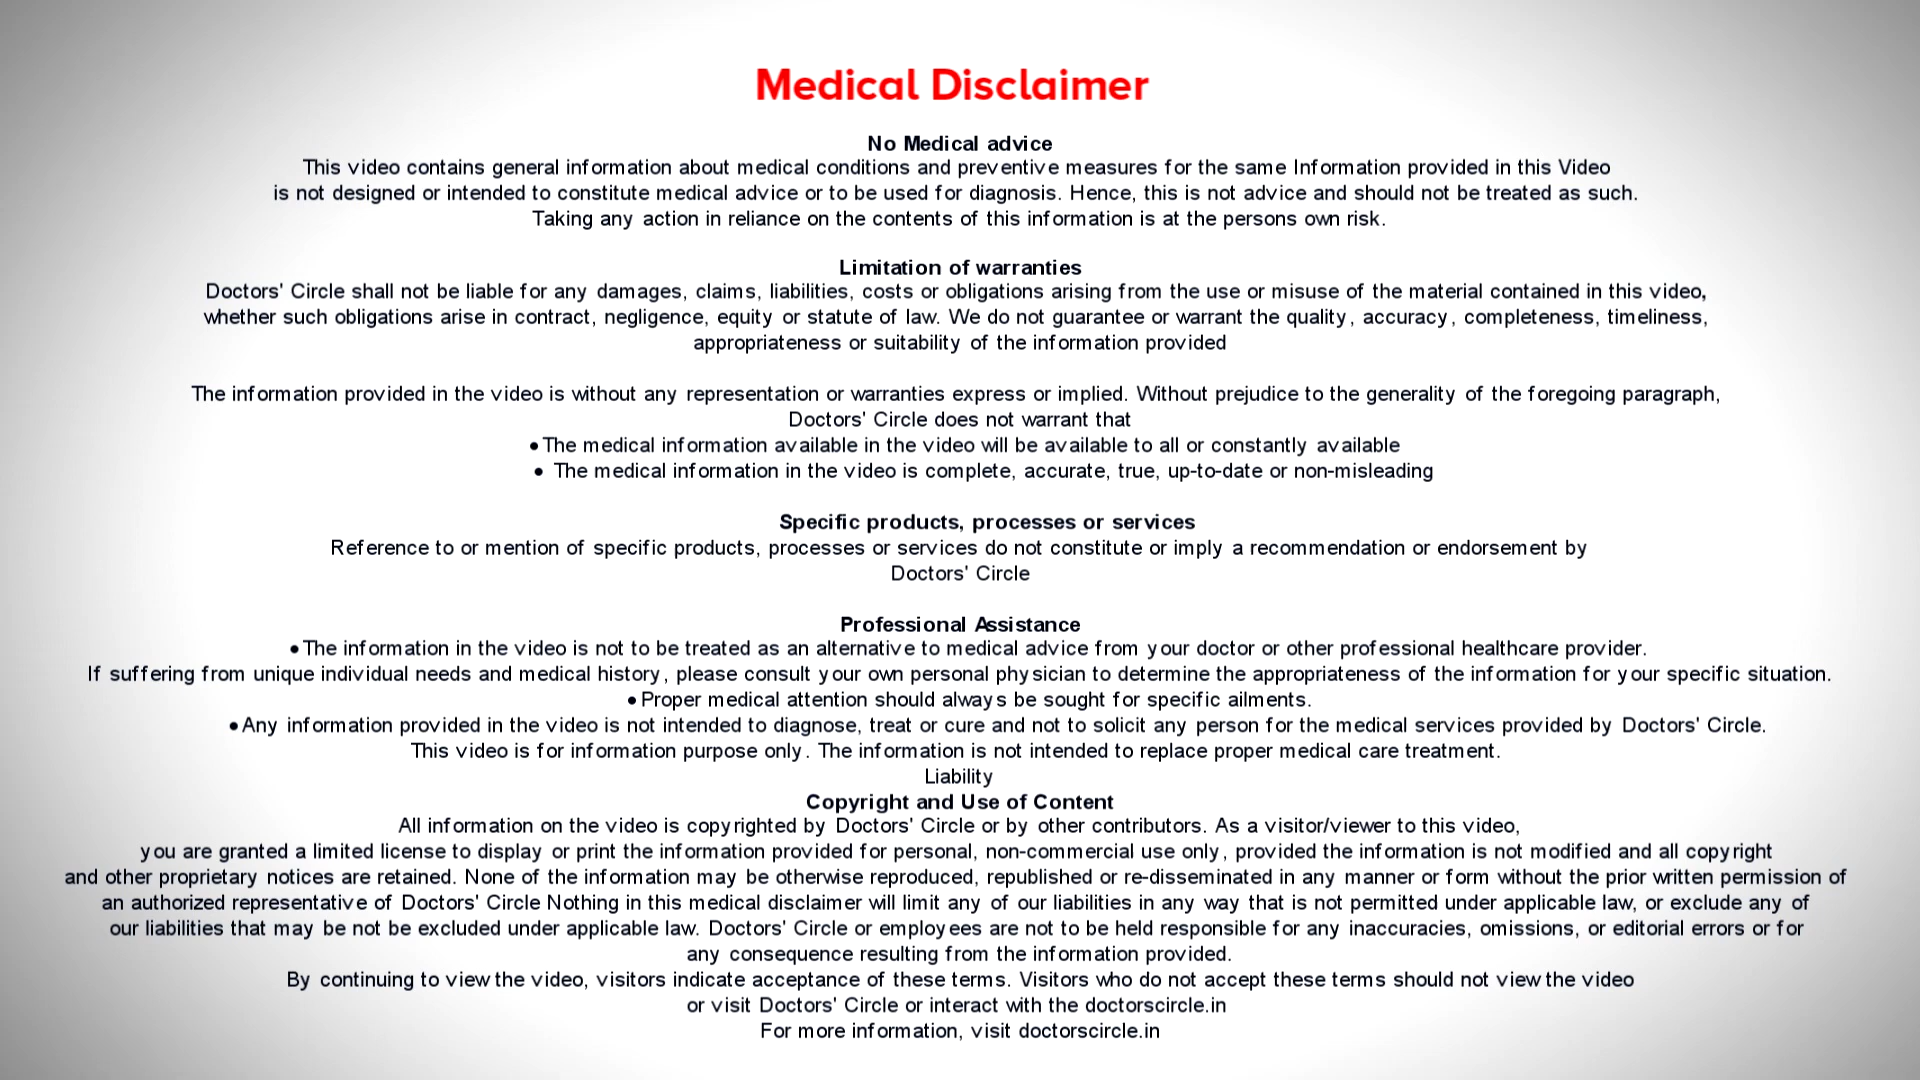 Medical Disclaimer
No Medical advice
This video contains general information about medical conditions and preventive measures for the same Information provided in this Video
is not designed or intended to constitute medical advice or to be used for diagnosis. Hence, this is not advice and should not be treated as such.
Taking any action in reliance on the contents of this information is at the persons own risk.
Limitation of warranties
Doctors' Circle shall not be liable for any damages, claims, liabilities, costs or obligations arising from the use or misuse of the material contained in this video,
whether such obligations arise in contract, negligence, equity or statute of law. We do not guarantee or warrant the quality, accuracy, completeness, timeliness,
appropriateness or suitability of the information provided
The information provided in the video is without any representation or warranties express or implied. Without prejudice to the generality of the foregoing paragraph,
Doctors' Circle does not warrant that
• The medical information available in the video will be available to all or constantly available
• The medical information in the video is complete, accurate, true, up-to-date or non-misleading
Specific products, processes or services
Reference to or mention of specific products, processes or services do not constitute or imply a recommendation or endorsement by
Doctors' Circle
Professional Assistance
• The information in the video is not to be treated as an alternative to medical advice from your doctor or other professional healthcare provider.
If suffering from unique individual needs and medical history, please consult your own personal physician to determine the appropriateness of the information for your specific situation.
• Proper medical attention should always be sought for specific ailments.
• Any information provided in the video is not intended to diagnose, treat or cure and not to solicit any person for the medical services provided by Doctors' Circle.
This video is for information purpose only. The information is not intended to replace proper medical care treatment.
Liability
Copyright and Use of Content
All information on the video is copyrighted by Doctors' Circle or by other contributors. As a visitor/viewer to this video,
you are granted a limited license to display or print the information provided for personal, non-commercial use only, provided the information is not modified and all copyright
and other proprietary notices are retained. None of the information may be otherwise reproduced, republished or re-disseminated in any manner or form without the prior written permission of
an authorized representative of Doctors' Circle Nothing in this medical disclaimer will limit any of our liabilities in any way that is not permitted under applicable law, or exclude any of
our liabilities that may be not be excluded under applicable law. Doctors' Circle or employees are not to be held responsible for any inaccuracies, omissions, or editorial errors or for
any consequence resulting from the information provided.
By continuing to view the video, visitors indicate acceptance of these terms. Visitors who do not accept these terms should not view the video
or visit Doctors' Circle or interact with the doctorscircle.in
For more information, visit doctorscircle.in